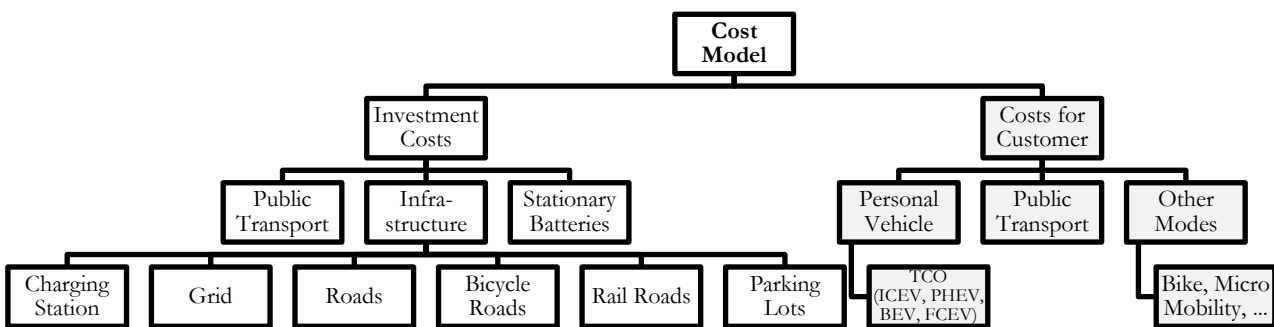 Cost
Model
Investment
Costs
Costs for
Customer
Public
Transport
Infra-
structure
Stationary
Batteries
Personal
Vehicle
Public
Transport
Other
Modes
Charging
Station
Grid
Roads
Bicycle
Roads
Rail Roads
Parking
Lots
TCO
(ICEV, PHEV,
BEV, FCEV)
Bike, Micro
Mobility, ...